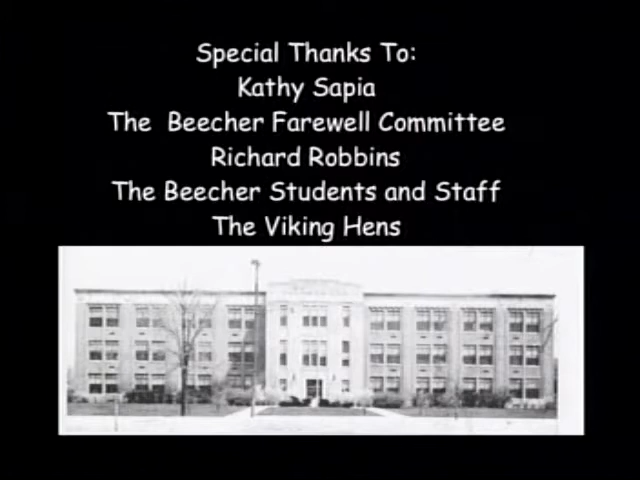 Special Thanks To:
Kathy Sapia
The Beecher Farewell Committee
Richard Robbins
The Beecher Students and Staff
The Viking Hens